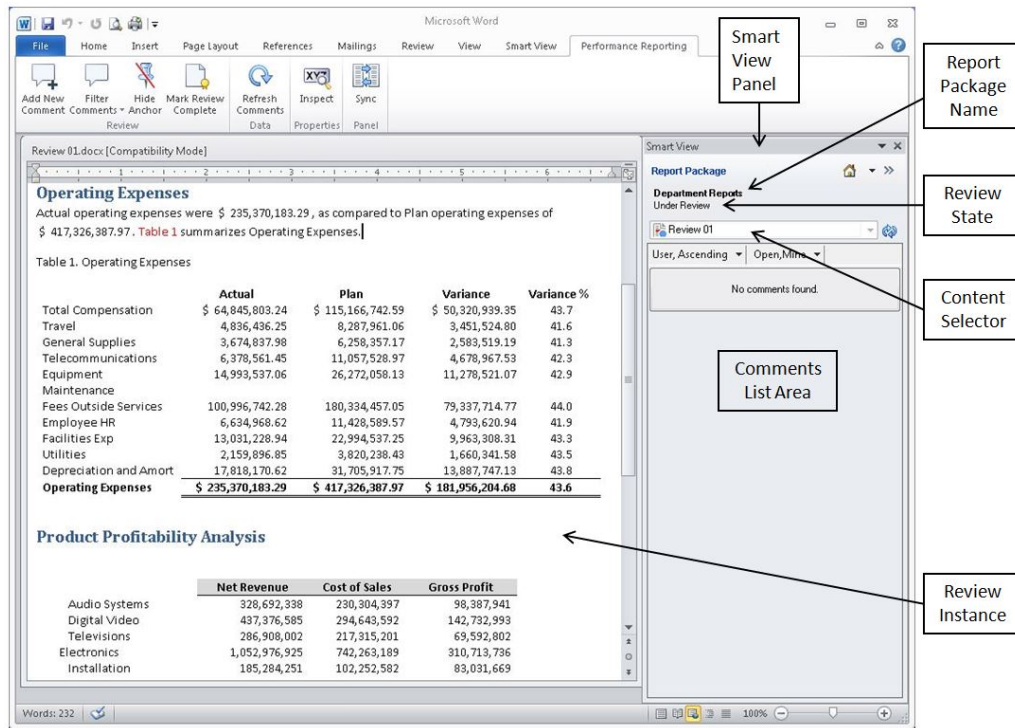 Microsoft Word
File Home Insert Page Layout References Mailings Review View Smart View Performance Reporting
Add New Comment
Filter Comments
Hide Anchor
Mark Review Complete
Refresh Comments
Inspect
Sync
Review Data Properties Panel
Smart View Panel
Report Package Name
Review State
Content Selector
Comments List Area
Review Instance
Review 01.docx [Compatibility Mode]
1 2 3 4 5 6
Operating Expenses
Actual operating expenses were $ 235,370,183.29 , as compared to Plan operating expenses of
$ 417,326,387.97 . Table 1 summarizes Operating Expenses.
Table 1. Operating Expenses
Actual Plan Variance Variance %
Total Compensation $ 64,845,803.24 $ 115,166,742.59 $ 50,320,939.35 43.7
Travel 4,836,436.25 8,287,961.06 3,451,524.80 41.6
General Supplies 3,674,837.98 6,258,357.17 2,583,519.19 41.3
Telecommunications 6,378,561.45 11,057,528.97 4,678,967.53 42.3
Equipment 14,993,537.06 26,272,058.13 11,278,521.07 42.9
Maintenance
Fees Outside Services 100,996,742.28 180,334,457.05 79,337,714.77 44.0
Employee HR 6,634,968.62 11,428,589.57 4,793,620.94 41.9
Facilities Exp 13,031,228.94 22,994,537.25 9,963,308.31 43.3
Utilities 2,159,896.85 3,820,238.43 1,660,341.58 43.5
Depreciation and Amort 17,818,170.62 31,705,917.75 13,887,747.13 43.8
Operating Expenses $ 235,370,183.29 $ 417,326,387.97 $ 181,956,204.68 43.6
Product Profitability Analysis
Net Revenue Cost of Sales Gross Profit
Audio Systems 328,692,338 230,304,397 98,387,941
Digital Video 437,376,585 294,643,592 142,732,993
Televisions 286,908,002 217,315,201 69,592,802
Electronics 1,052,976,925 742,263,189 310,713,736
Installation 185,284,251 102,252,582 83,031,669
Smart View
Report Package
Department Reports
Under Review
Review 01
User, Ascending Open,Mine
No comments found.
Words: 232
100%